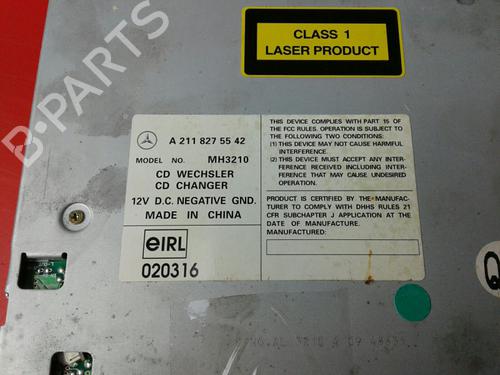 CLASS 1
LASER PRODUCT
B-PARTS
A 211 827 55 42
MODEL NO. MH3210
CD WECHSLER
CD CHANGER
12V D.C. NEGATIVE GND.
MADE IN CHINA
eIRL
020316
THIS DEVICE COMPLIES WITH PART 15 OF
THE FCC RULES. OPERATION IS SUBJECT TO
THE FOLLOWING TWO CONDITIONS:
(1) THIS DEVICE MAY NOT CAUSE HARMFUL
INTERFERENCE.
(2) THIS DEVICE MUST ACCEPT ANY INTER-
FERENCE RECEIVED INCLUDING INTER-
FERENCE THAT MAY CAUSE UNDESIRED
OPERATION.
PRODUCT IS CERTIFIED BY THE MANUFAC-
TURER TO COMPLY WITH DHHS RULES 21
CFR SUBCHAPTER J APPLICATION AT THE
DATE OF MANUFACTURE.
MANUFACTURED:
Q
3210 A 09